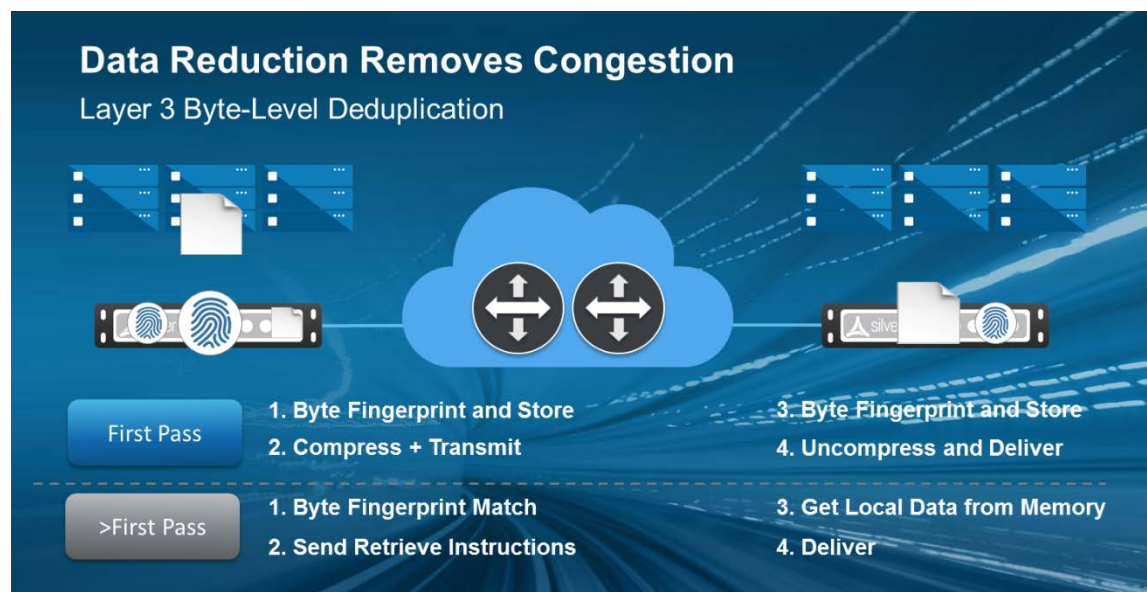 Data Reduction Removes Congestion
Layer 3 Byte-Level Deduplication
silve
First Pass
1. Byte Fingerprint and Store
2. Compress + Transmit
3. Byte Fingerprint and Store
4. Uncompress and Deliver
>First Pass
1. Byte Fingerprint Match
2. Send Retrieve Instructions
3. Get Local Data from Memory
4. Deliver